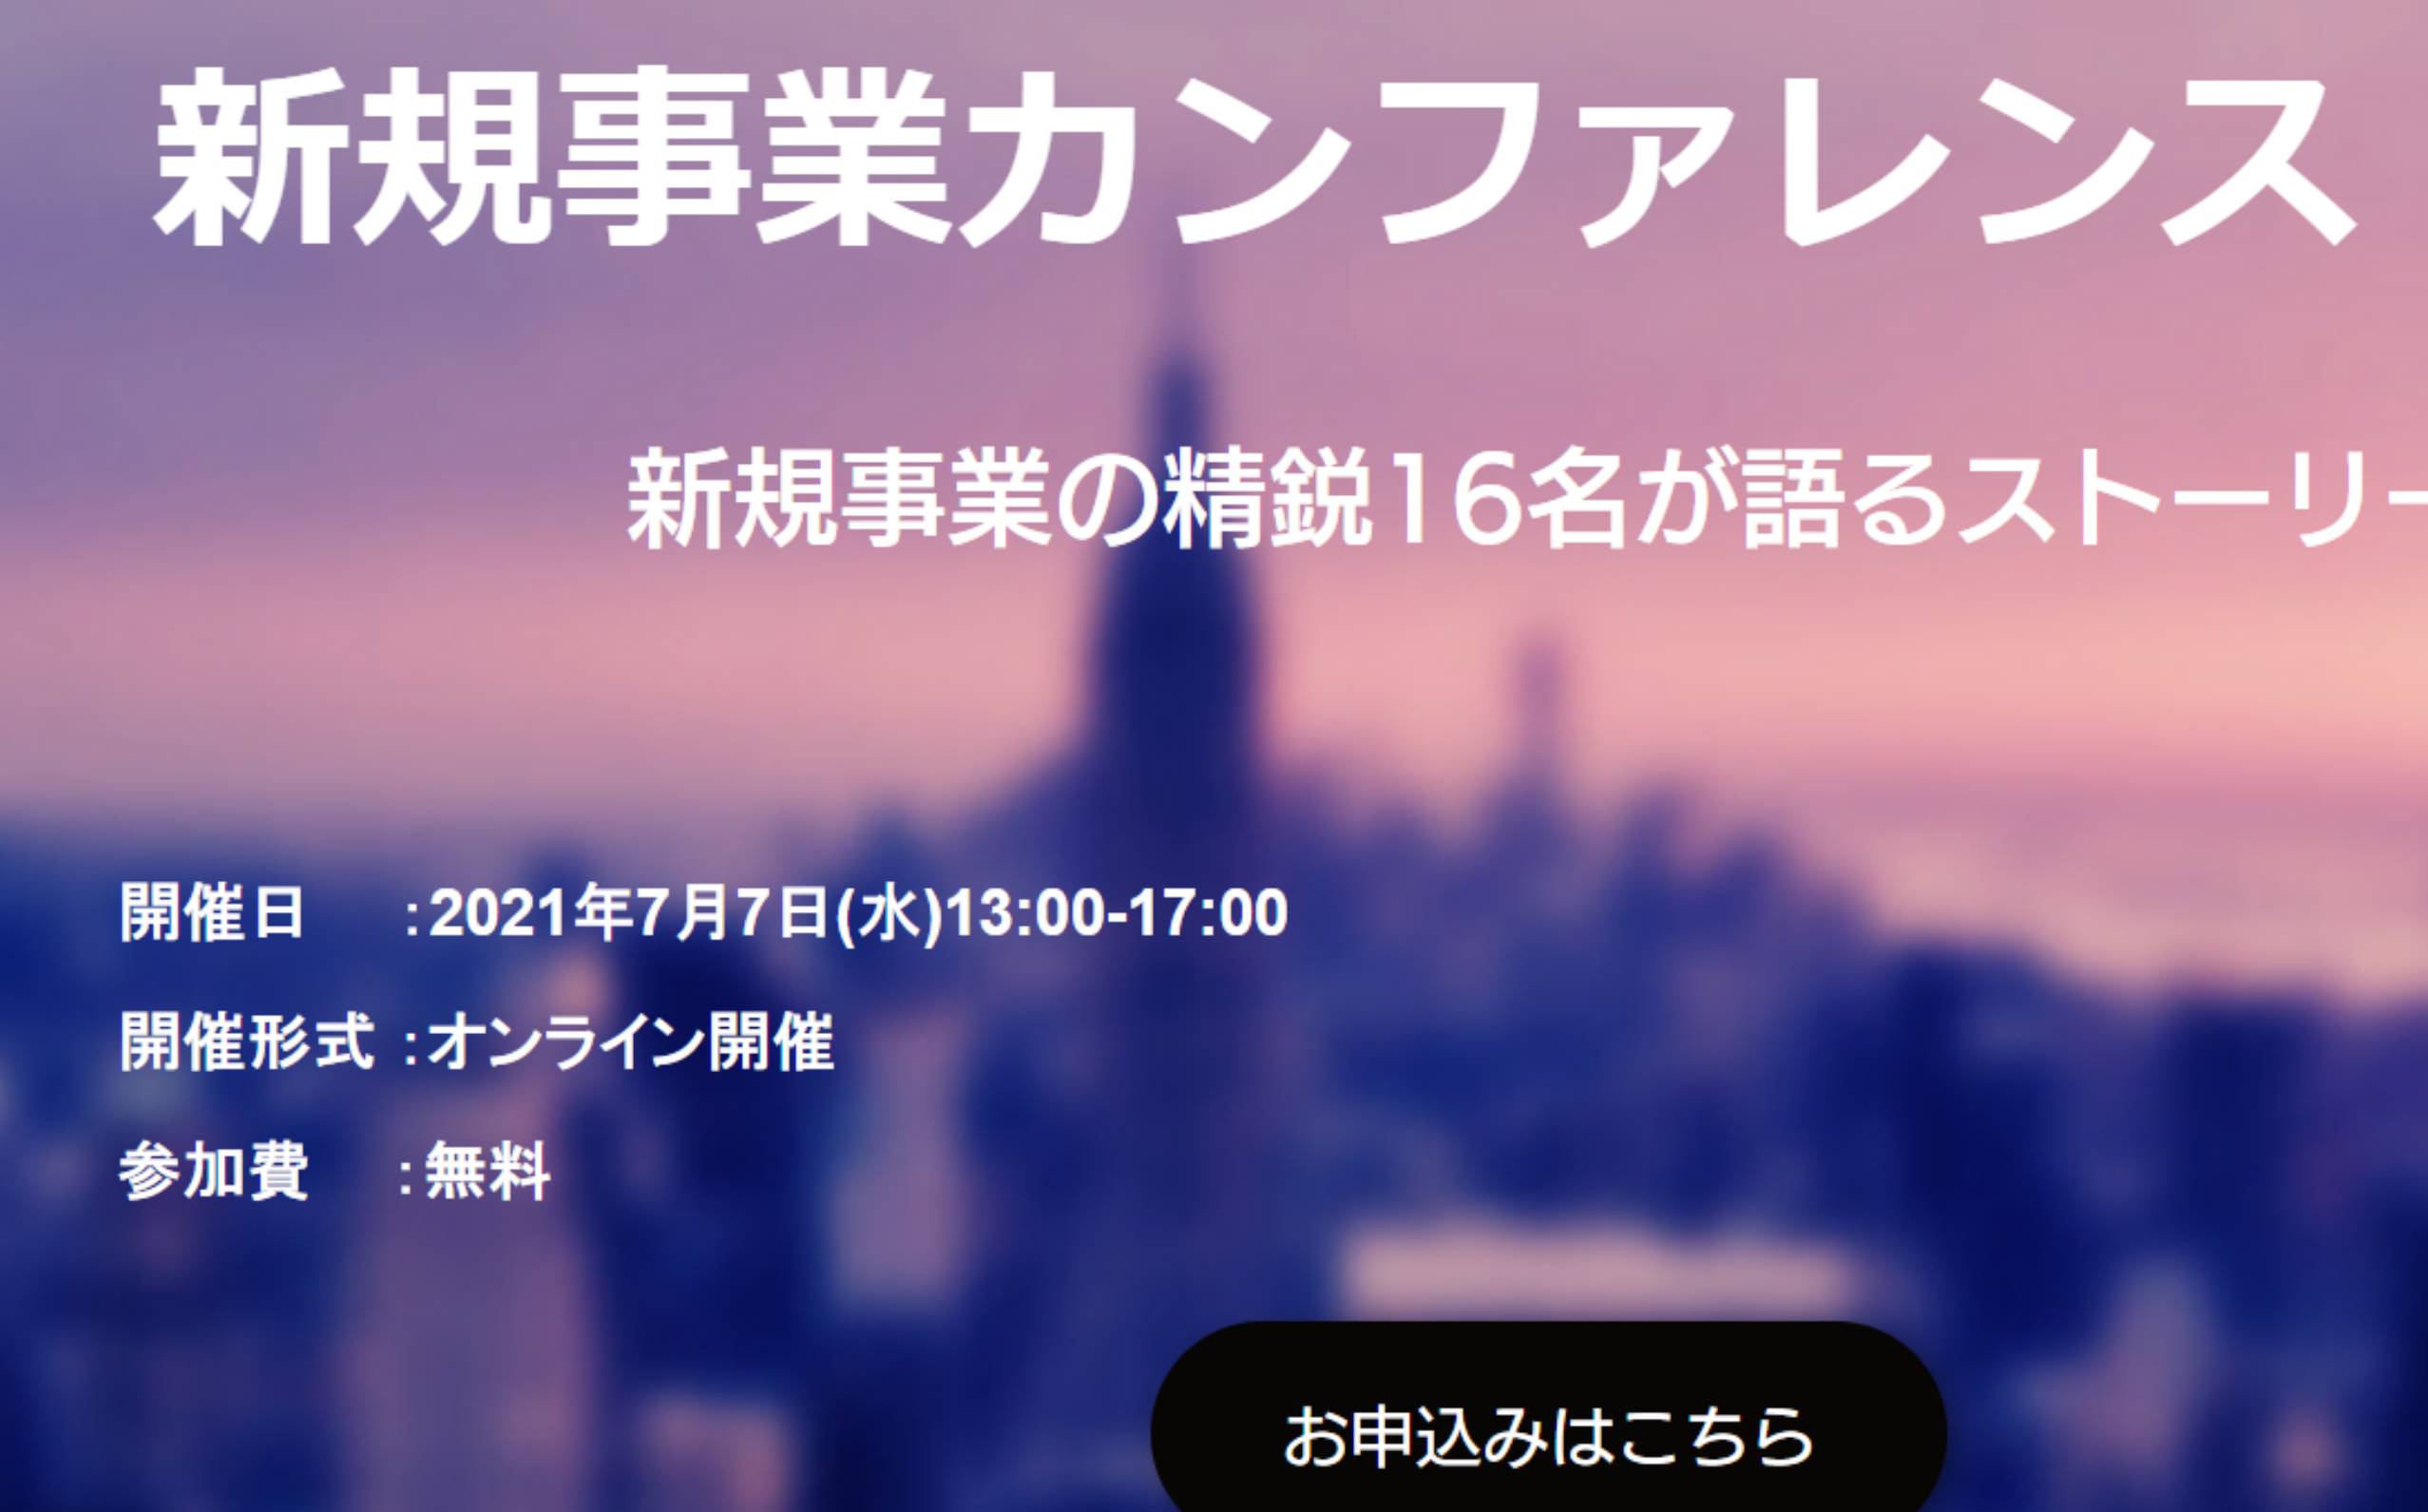 新規事業カンファレンス
新規事業の精鋭16名が語るストーリー
開催日 :2021年7月7日(水)13:00-17:00
開催形式 :オンライン開催
参加費 :無料
お申込みはこちら